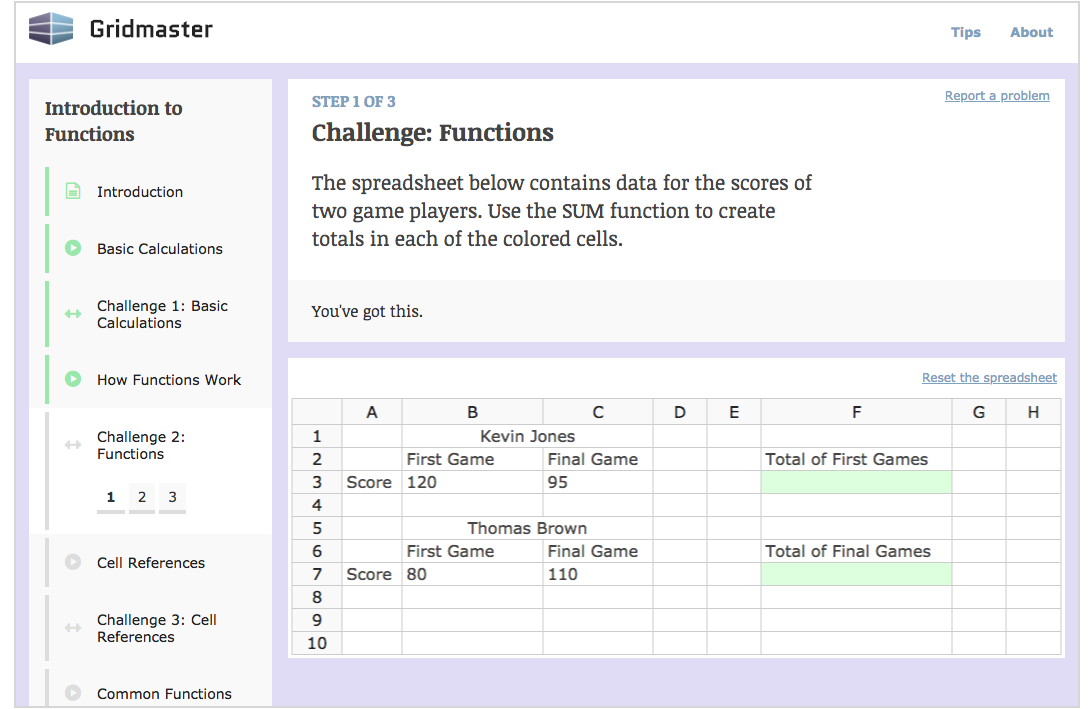 Gridmaster
Tips
About
Introduction to
Functions
Introduction
Basic Calculations
Challenge 1: Basic
Calculations
How Functions Work
Challenge 2:
Functions
1 2 3
Cell References
Challenge 3: Cell
References
Common Functions
STEP 1 OF 3
Report a problem
Challenge: Functions
The spreadsheet below contains data for the scores of
two game players. Use the SUM function to create
totals in each of the colored cells.
You've got this.
Reset the spreadsheet
A B C D E F G H
1 Kevin Jones
2 First Game Final Game Total of First Games
3 Score 120 95
4
5 Thomas Brown
6 First Game Final Game Total of Final Games
7 Score 80 110
8
9
10